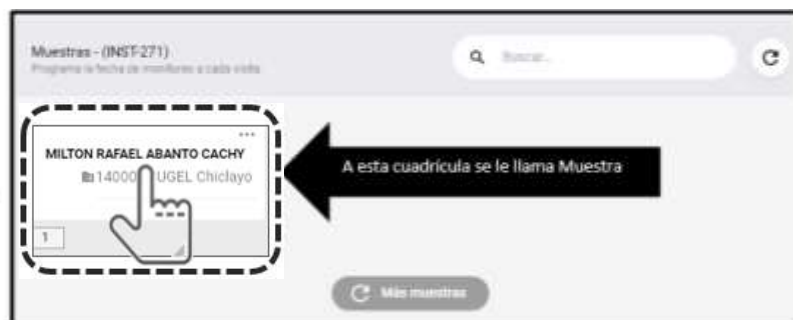 Muestras - (INST-271)
Programa la fecha de monitoreo a cada visita
Buscar...
MILTON RAFAEL ABANTO CACHY
14000 UGEL Chiclayo
A esta cuadrícula se le llama Muestra
1
Más muestras